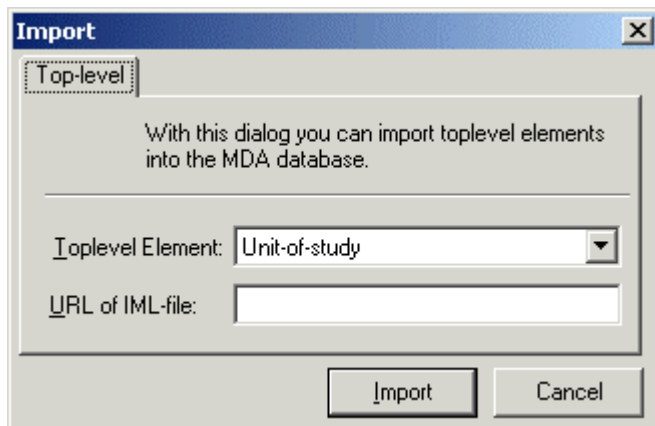 Import
Top-level
With this dialog you can import toplevel elements
into the MDA database.
Toplevel Element: Unit-of-study
URL of IML-file:
Import Cancel